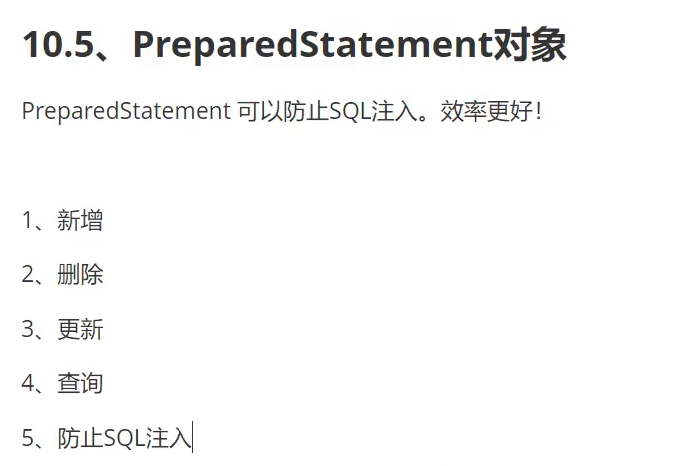 10.5、PreparedStatement对象
PreparedStatement 可以防止SQL注入。效率更好！
1、新增
2、删除
3、更新
4、查询
5、防止SQL注入